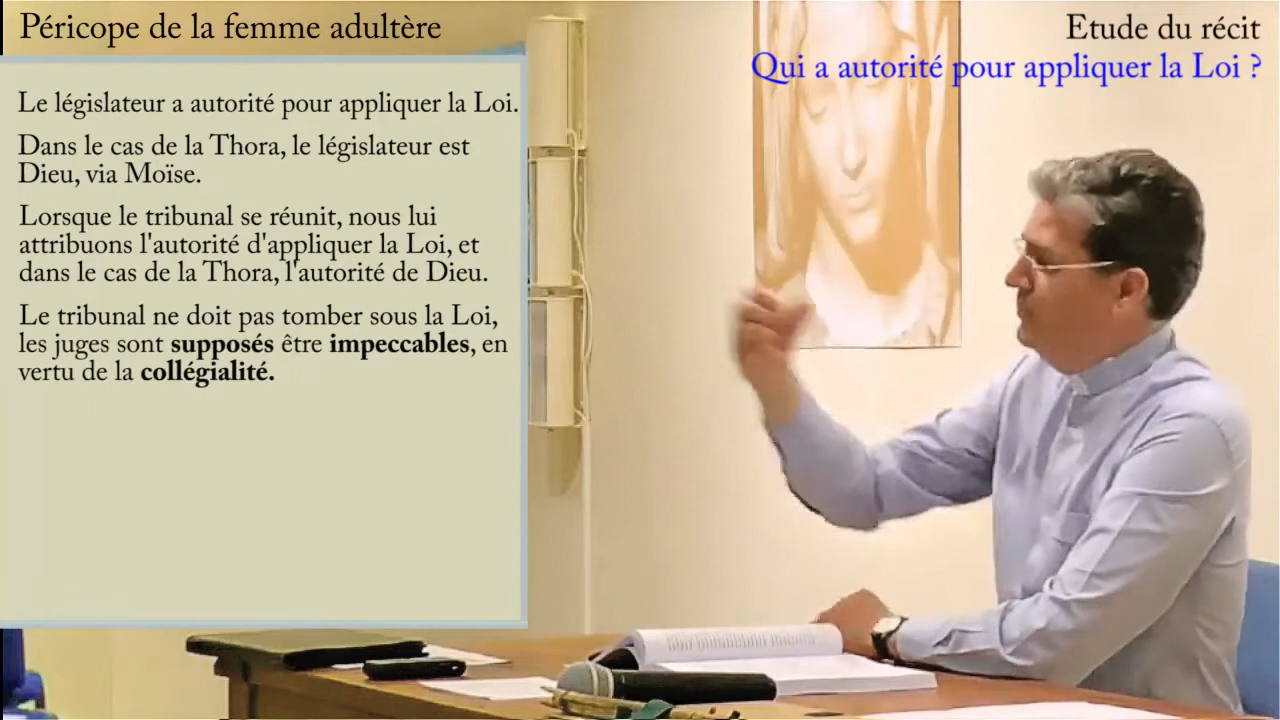 Péricope de la femme adultère
Etude du récit
Qui a autorité pour appliquer la Loi ?
Le législateur a autorité pour appliquer la Loi.
Dans le cas de la Thora, le législateur est
Dieu, via Moïse.
Lorsque le tribunal se réunit, nous lui
attribuons l'autorité d'appliquer la Loi, et
dans le cas de la Thora, l'autorité de Dieu.
Le tribunal ne doit pas tomber sous la Loi,
les juges sont supposés être impeccables, en
vertu de la collégialité.